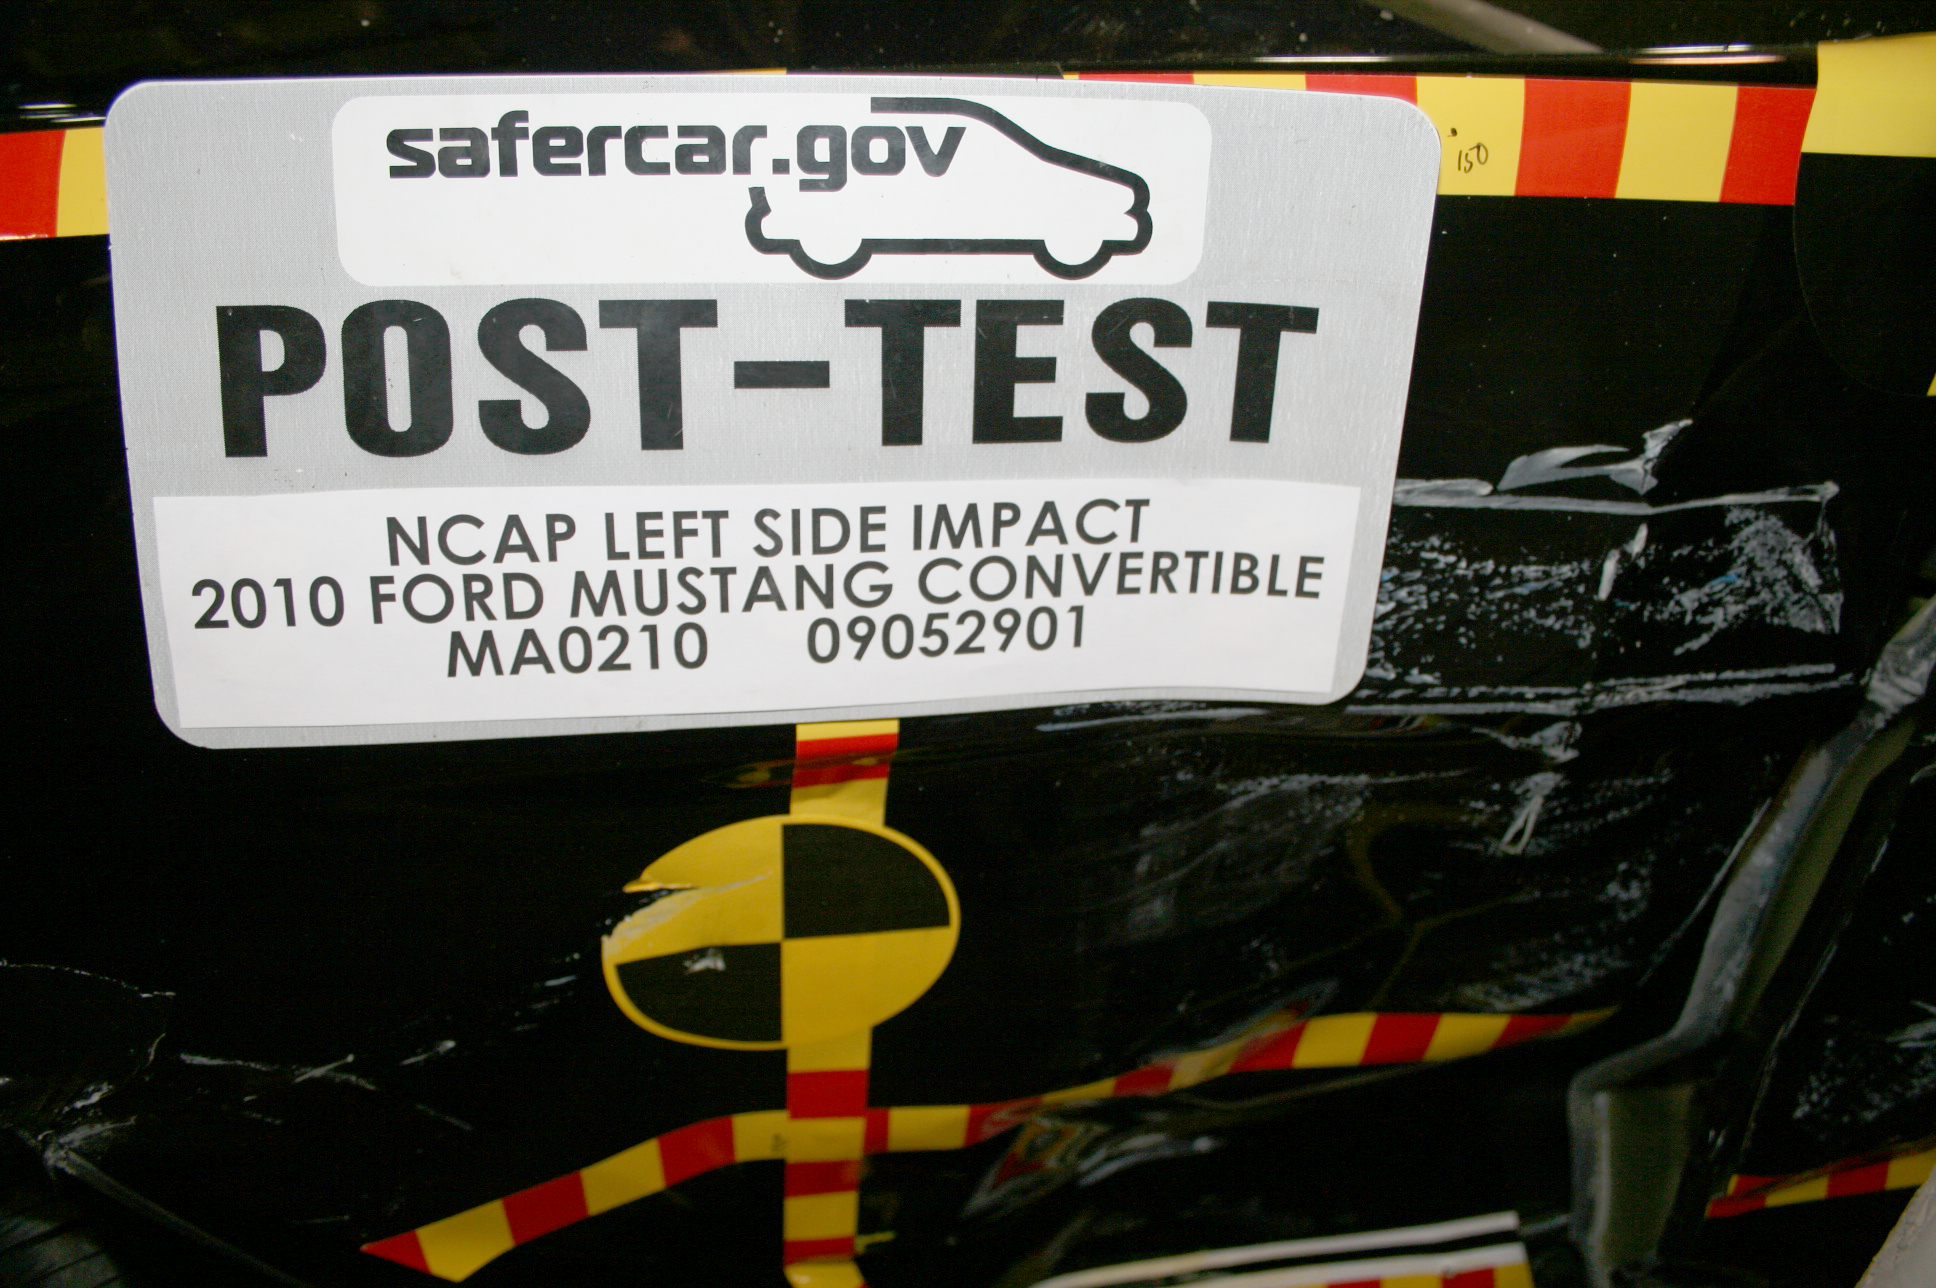 safercar.gov
150
POST-TEST
NCAP LEFT SIDE IMPACT
2010 FORD MUSTANG CONVERTIBLE
MA0210 09052901